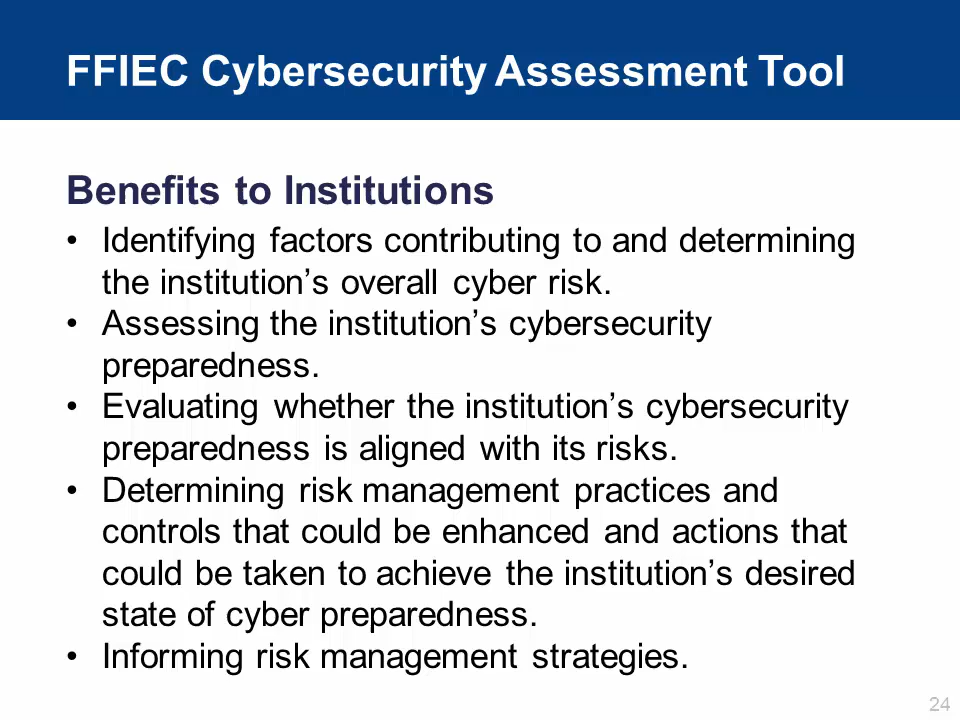 FFIEC Cybersecurity Assessment Tool
Benefits to Institutions
• Identifying factors contributing to and determining
the institution’s overall cyber risk.
• Assessing the institution’s cybersecurity
preparedness.
• Evaluating whether the institution’s cybersecurity
preparedness is aligned with its risks.
• Determining risk management practices and
controls that could be enhanced and actions that
could be taken to achieve the institution’s desired
state of cyber preparedness.
• Informing risk management strategies.
24